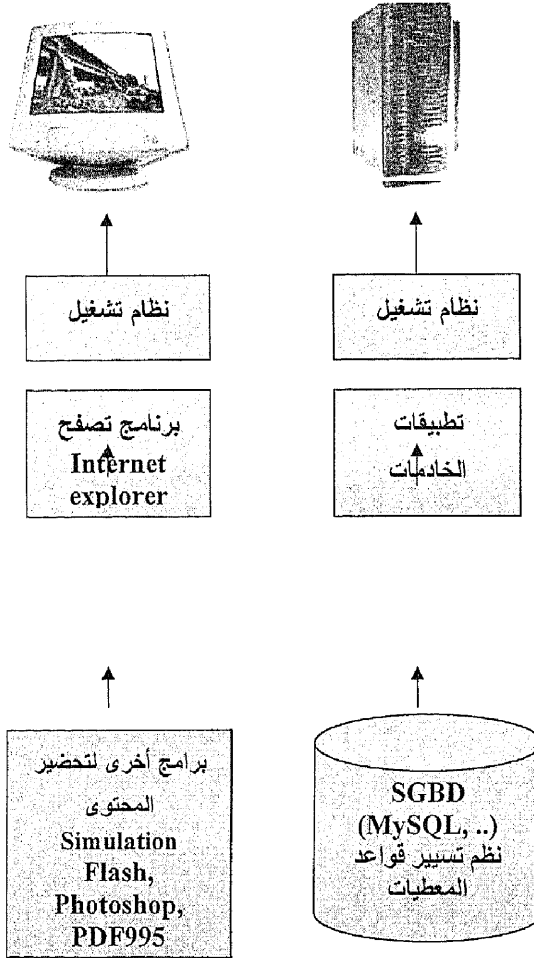 نظام تشغيل
نظام تشغيل
برنامج تصفح
Internet
explorer
تطبيقات
الخادمات
برامج أخرى لتحضير
المحتوى
Simulation
Flash,
Photoshop,
PDF995
SGBD
(MySQL, ..)
نظم تسيير قواعد
المعطيات